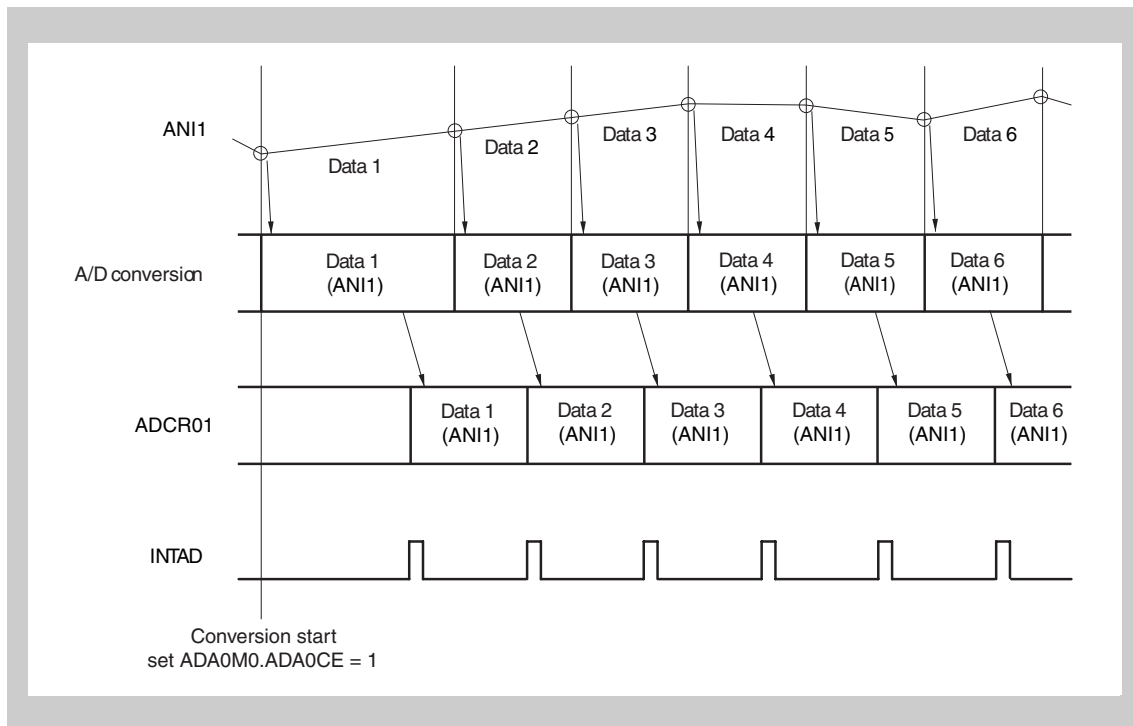 ANI1
Data 1
Data 2
Data 3
Data 4
Data 5
Data 6
A/D conversion
Data 1
(ANI1)
Data 2
(ANI1)
Data 3
(ANI1)
Data 4
(ANI1)
Data 5
(ANI1)
Data 6
(ANI1)
ADCR01
Data 1
(ANI1)
Data 2
(ANI1)
Data 3
(ANI1)
Data 4
(ANI1)
Data 5
(ANI1)
Data 6
(ANI1)
INTAD
Conversion start
set ADA0M0.ADA0CE = 1